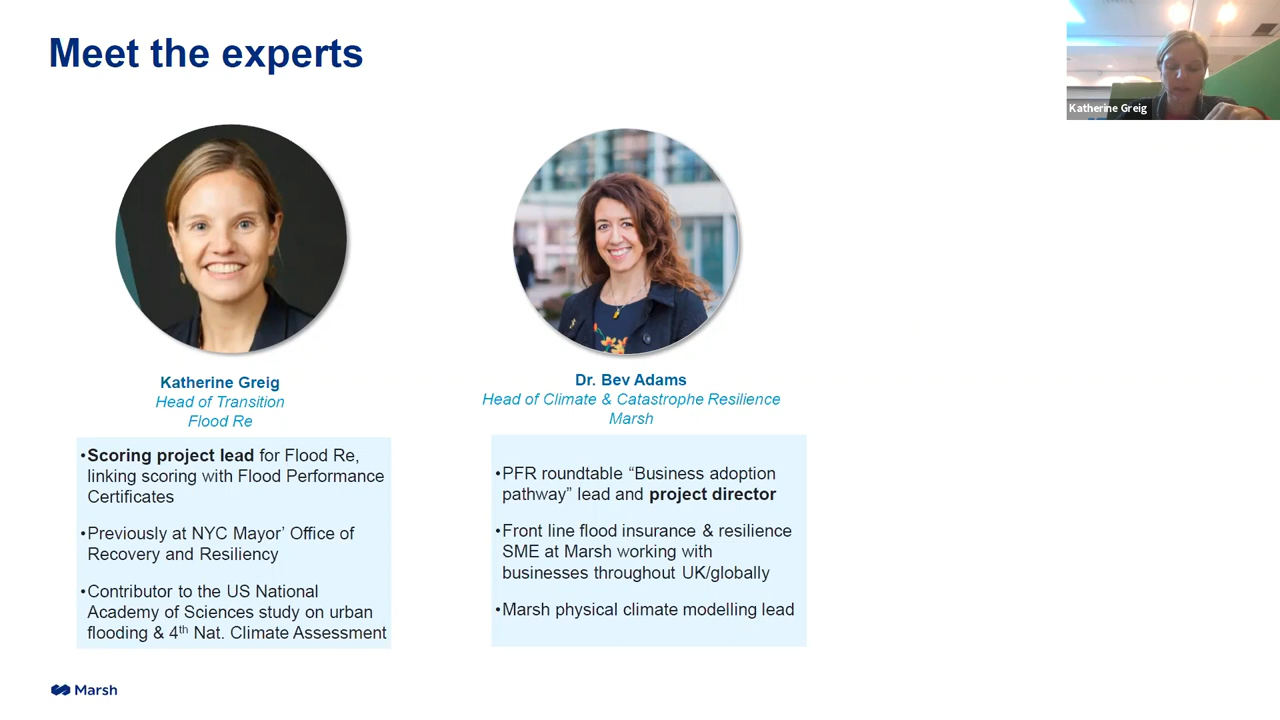 Meet the experts
Katherine Greig
Katherine Greig
Head of Transition
Flood Re
•Scoring project lead for Flood Re,
linking scoring with Flood Performance
Certificates
•Previously at NYC Mayor’ Office of
Recovery and Resiliency
•Contributor to the US National
Academy of Sciences study on urban
flooding & 4th Nat. Climate Assessment
Dr. Bev Adams
Head of Climate & Catastrophe Resilience
Marsh
•PFR roundtable “Business adoption
pathway” lead and project director
•Front line flood insurance & resilience
SME at Marsh working with
businesses throughout UK/globally
•Marsh physical climate modelling lead
Marsh